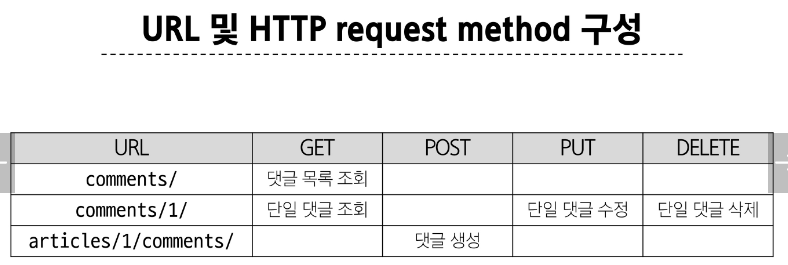 URL 및 HTTP request method 구성
URL GET POST PUT DELETE
comments/ 댓글 목록 조회
comments/1/ 단일 댓글 조회 단일 댓글 수정 단일 댓글 삭제
articles/1/comments/ 댓글 생성